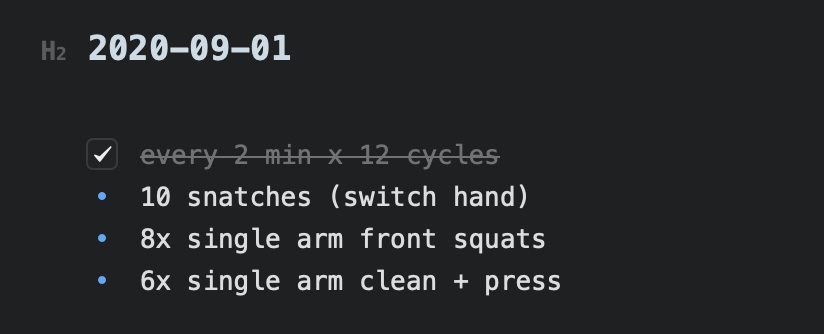 H2 2020-09-01
every 2 min x 12 cycles
10 snatches (switch hand)
8x single arm front squats
6x single arm clean + press